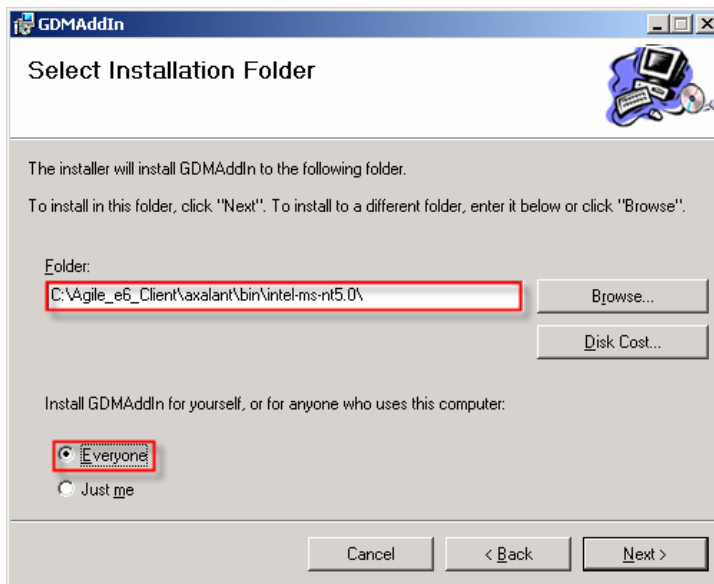 GDMAddIn
Select Installation Folder
The installer will install GDMAddIn to the following folder.
To install in this folder, click "Next". To install to a different folder, enter it below or click "Browse".
Folder:
C:\Agile_e6_Client\axalant\bin\intel-ms-nt5.0\
Browse...
Disk Cost...
Install GDMAddIn for yourself, or for anyone who uses this computer:
Everyone
Just me
Cancel
< Back
Next >